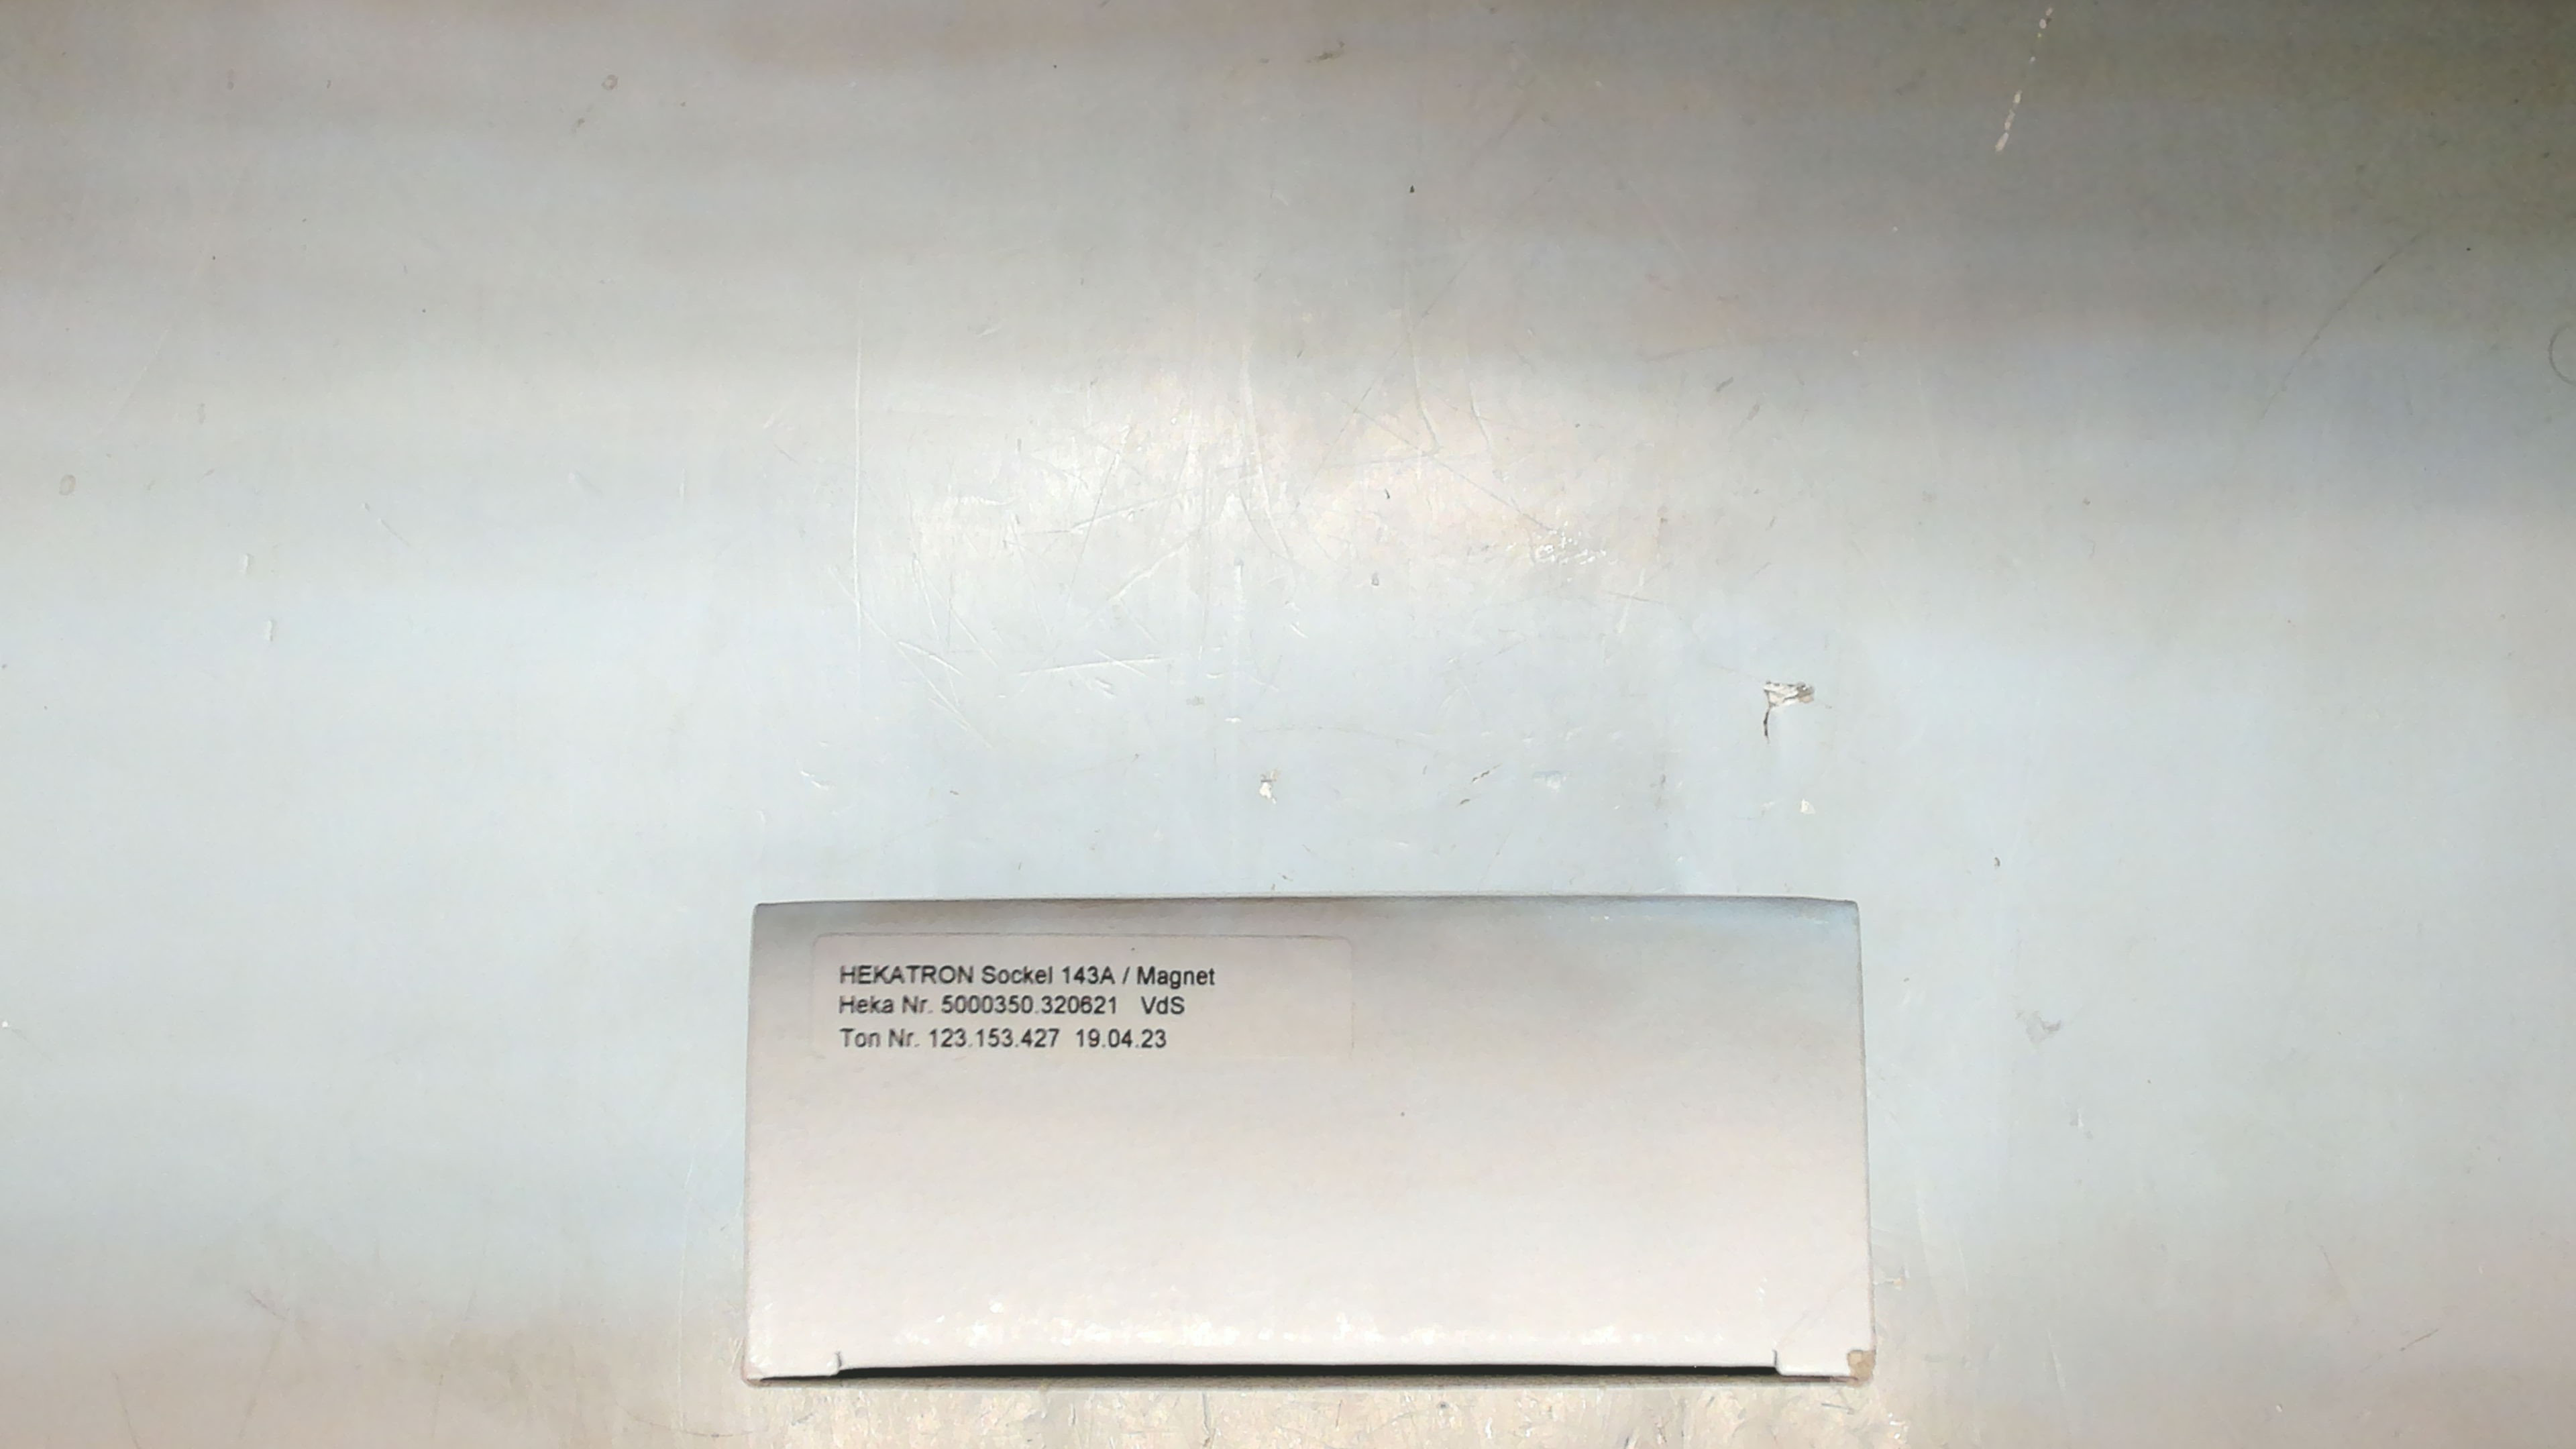 HEKATRON Sockel 143A / Magnet
Heka Nr. 5000350.320621 VdS
Ton Nr. 123.153.427 19.04.23